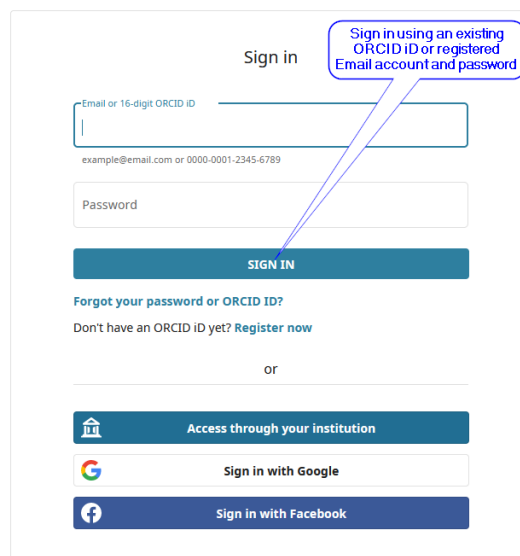 Sign in using an existing
ORCID iD or registered
Email account and password
Sign in
Email or 16-digit ORCID iD
example@email.com or 0000-0001-2345-6789
Password
SIGN IN
Forgot your password or ORCID ID?
Don't have an ORCID iD yet? Register now
or
Access through your institution
Sign in with Google
Sign in with Facebook